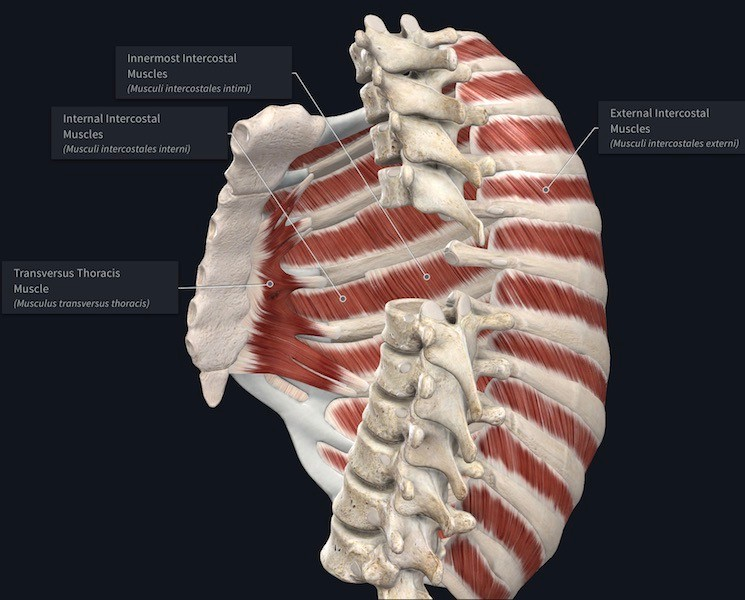 Innermost Intercostal
Muscles
(Musculi intercostales intimi)
Internal Intercostal
Muscles
(Musculi intercostales interni)
External Intercostal
Muscles
(Musculi intercostales externi)
Transversus Thoracis
Muscle
(Musculus transversus thoracis)